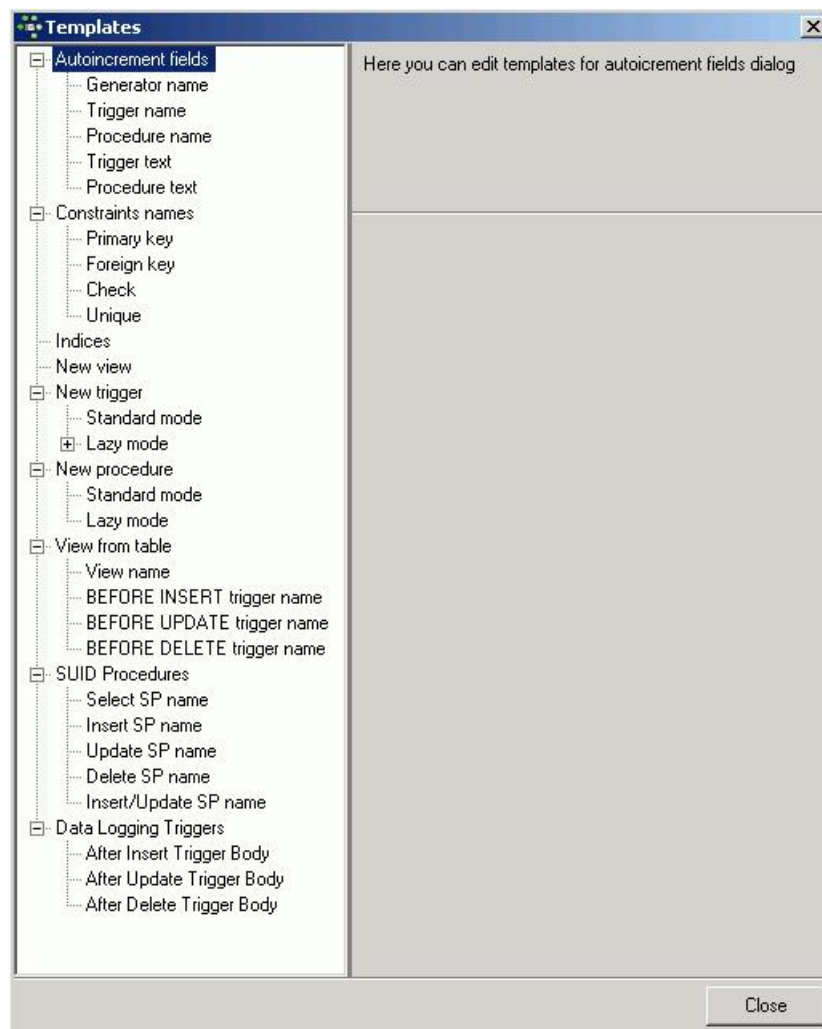 Templates
Autoincrement fields
Generator name
Trigger name
Procedure name
Trigger text
Procedure text
Constraints names
Primary key
Foreign key
Check
Unique
Indices
New view
New trigger
Standard mode
Lazy mode
New procedure
Standard mode
Lazy mode
View from table
View name
BEFORE INSERT trigger name
BEFORE UPDATE trigger name
BEFORE DELETE trigger name
SUID Procedures
Select SP name
Insert SP name
Update SP name
Delete SP name
Insert/Update SP name
Data Logging Triggers
After Insert Trigger Body
After Update Trigger Body
After Delete Trigger Body
Here you can edit templates for autoicrement fields dialog
Close